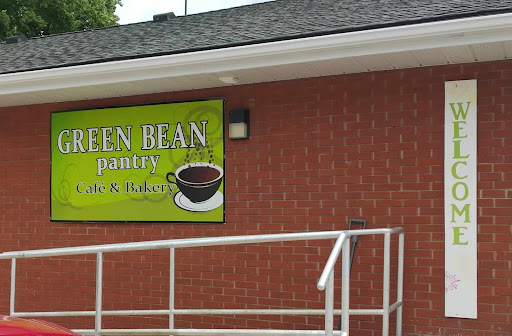 GREEN BEAN
pantry
Café & Bakery
WELCOME